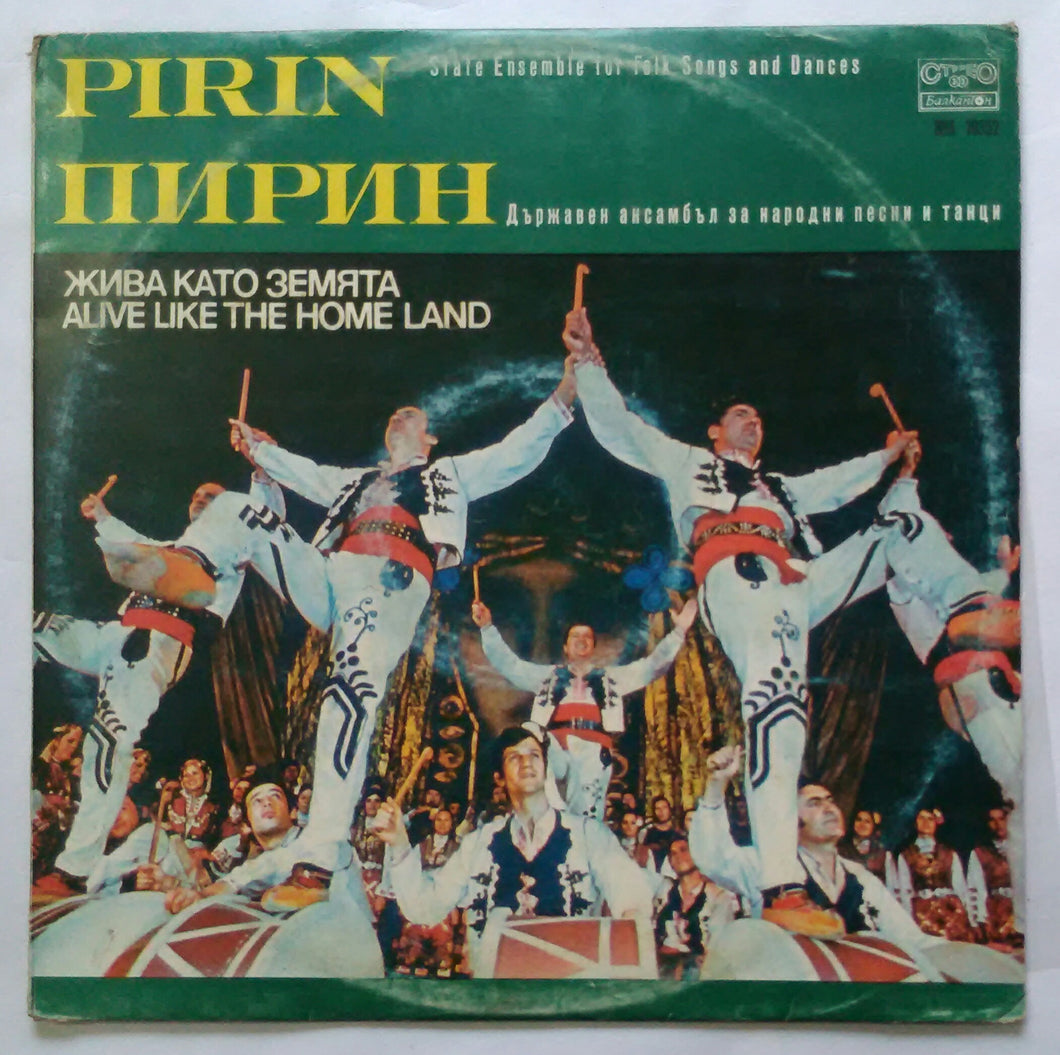 PIRIN
State Ensemble for Folk Songs and Dances
СТЕРЕО
33
Балкантон
ПИРИН
Държавен ансамбъл за народни песни и танци
ЖИВА КАТО ЗЕМЯТА
ALIVE LIKE THE HOME LAND